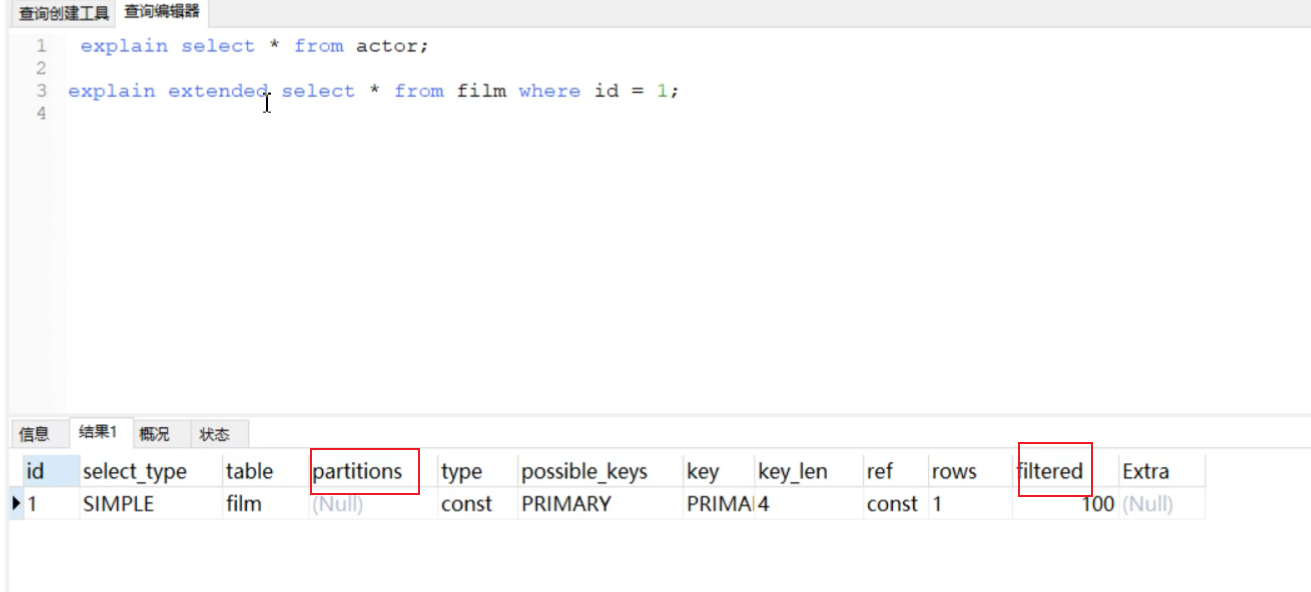 查询创建工具 查询编辑器
1 explain select * from actor;
2
3 explain extended select * from film where id = 1;
4
信息 结果1 概况 状态
id select_type table partitions type possible_keys key key_len ref rows filtered Extra
1 SIMPLE film (Null) const PRIMARY PRIMA 4 const 1 100 (Null)